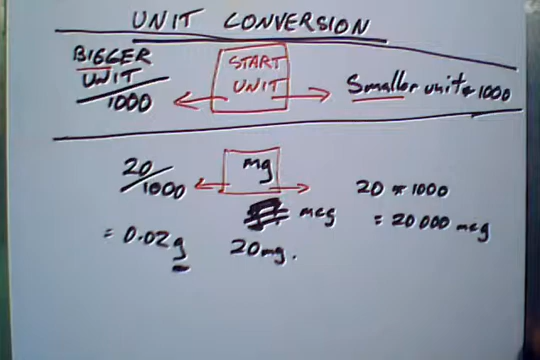 UNIT CONVERSION
BIGGER
UNIT
1000
START
UNIT
Smaller unit * 1000
20
1000
= 0.02g
mg
mcg
20mg.
20 * 1000
= 20 000 mcg